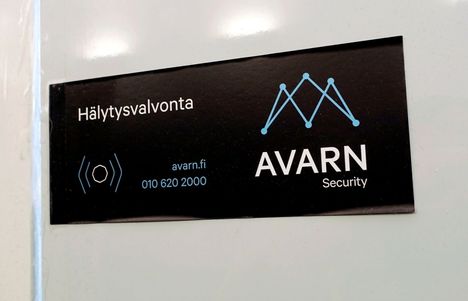 Hälytysvalvonta
avarn.fi
010 620 2000
AVARN
Security